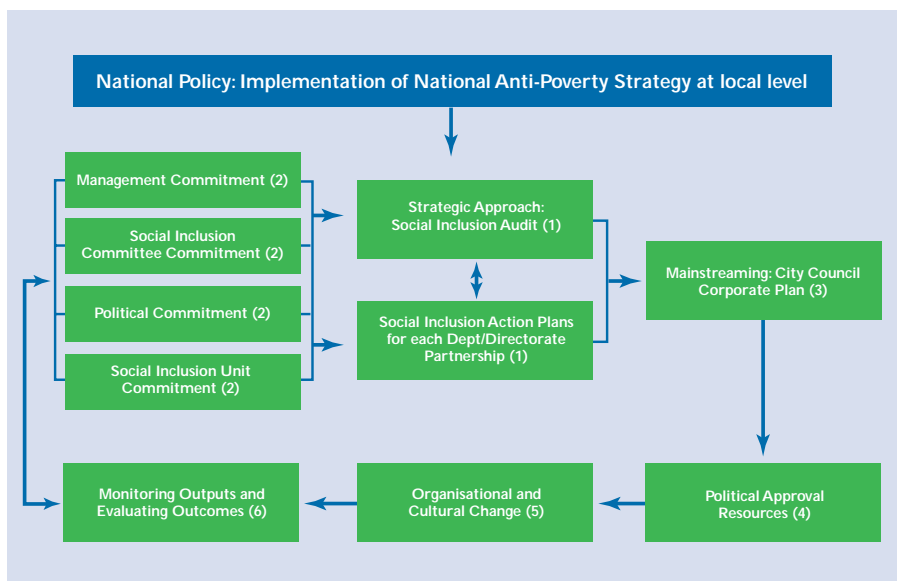 National Policy: Implementation of National Anti-Poverty Strategy at local level
Management Commitment (2)
Social Inclusion
Committee Commitment (2)
Political Commitment (2)
Social Inclusion Unit
Commitment (2)
Strategic Approach:
Social Inclusion Audit (1)
Social Inclusion Action Plans
for each Dept/Directorate
Partnership (1)
Mainstreaming: City Council
Corporate Plan (3)
Monitoring Outputs and
Evaluating Outcomes (6)
Organisational and
Cultural Change (5)
Political Approval
Resources (4)